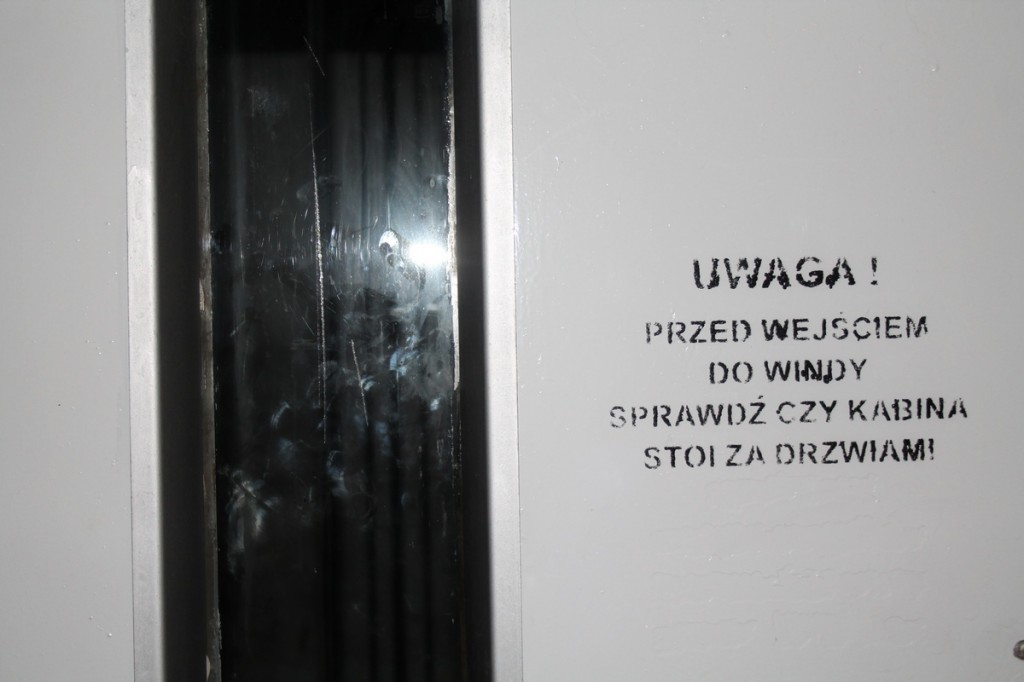 UWAGA !
PRZED WEJŚCIEM
DO WINDY
SPRAWDŹ CZY KABINA
STOI ZA DRZWIAMI